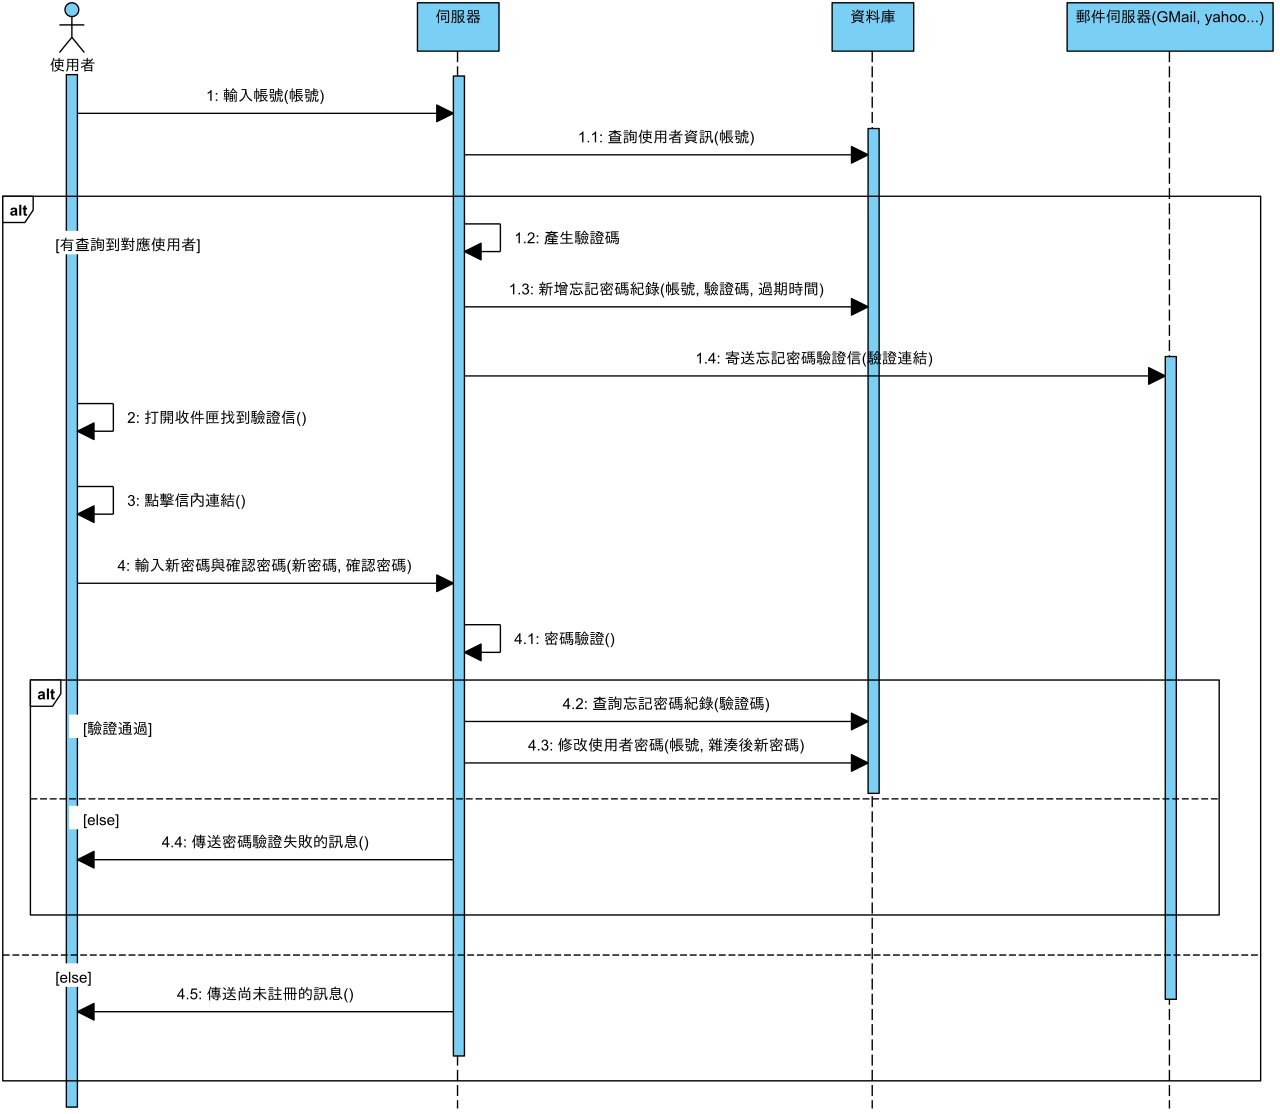 伺服器
資料庫
郵件伺服器(GMail, yahoo...)
使用者
1: 輸入帳號(帳號)
1.1: 查詢使用者資訊(帳號)
alt
[有查詢到對應使用者]
1.2: 產生驗證碼
1.3: 新增忘記密碼紀錄(帳號, 驗證碼, 過期時間)
1.4: 寄送忘記密碼驗證信(驗證連結)
2: 打開收件匣找到驗證信()
3: 點擊信內連結()
4: 輸入新密碼與確認密碼(新密碼, 確認密碼)
4.1: 密碼驗證()
alt
4.2: 查詢忘記密碼紀錄(驗證碼)
[驗證通過]
4.3: 修改使用者密碼(帳號, 雜湊後新密碼)
[else]
4.4: 傳送密碼驗證失敗的訊息()
[else]
4.5: 傳送尚未註冊的訊息()